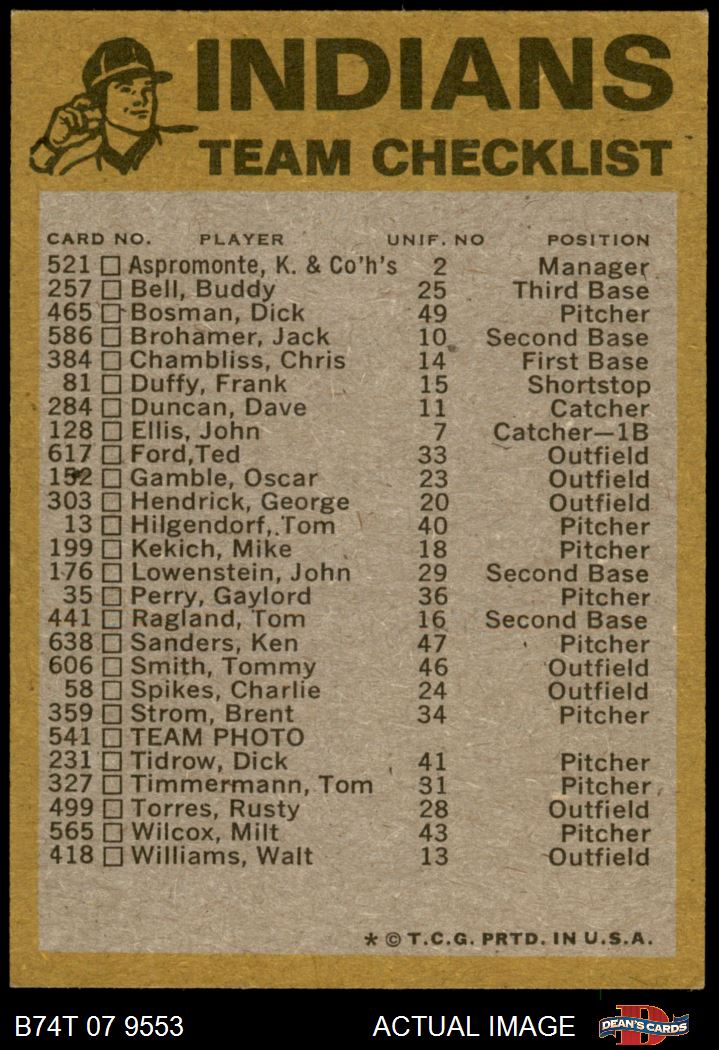 INDIANS
TEAM CHECKLIST
CARD NO. PLAYER UNIF. NO POSITION
521 Aspromonte, K. & Co'h's 2 Manager
257 Bell, Buddy 25 Third Base
465 Bosman, Dick 49 Pitcher
586 Brohamer, Jack 10 Second Base
384 Chambliss, Chris 14 First Base
81 Duffy, Frank 15 Shortstop
284 Duncan, Dave 11 Catcher
128 Ellis, John 7 Catcher—1B
617 Ford,Ted 33 Outfield
152 Gamble, Oscar 23 Outfield
303 Hendrick, George 20 Outfield
13 Hilgendorf, Tom 40 Pitcher
199 Kekich, Mike 18 Pitcher
176 Lowenstein, John 29 Second Base
35 Perry, Gaylord 36 Pitcher
441 Ragland, Tom 16 Second Base
638 Sanders, Ken 47 Pitcher
606 Smith, Tommy 46 Outfield
58 Spikes, Charlie 24 Outfield
359 Strom, Brent 34 Pitcher
541 TEAM PHOTO
231 Tidrow, Dick 41 Pitcher
327 Timmermann, Tom 31 Pitcher
499 Torres, Rusty 28 Outfield
565 Wilcox, Milt 43 Pitcher
418 Williams, Walt 13 Outfield
* © T.C.G. PRTD. IN U.S.A.
B74T 07 9553 ACTUAL IMAGE D DEAN'S CARDS